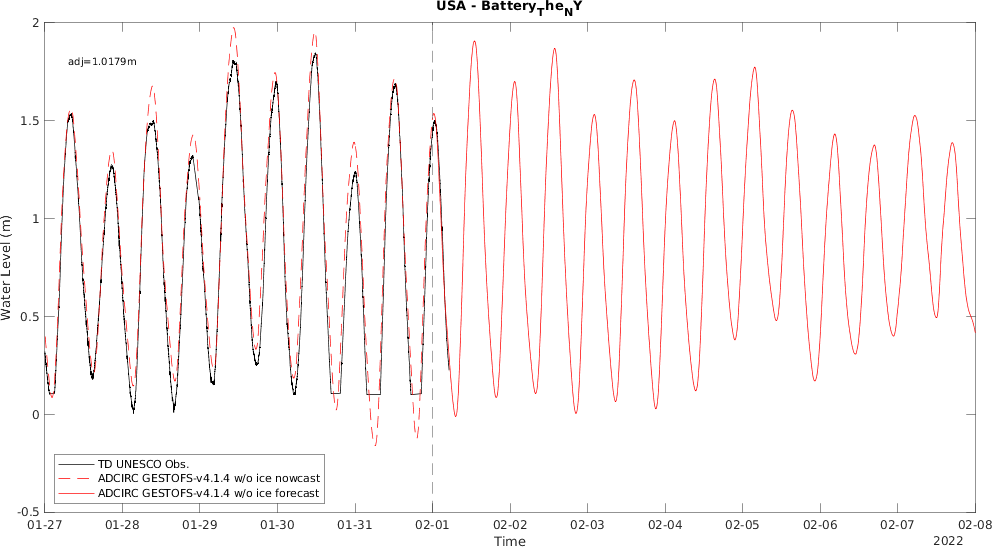 USA - Battery_The_NY
2
1.5
1
0.5
0
-0.5
Water Level (m)
adj=1.0179m
TD UNESCO Obs.
ADCIRC GESTOFS-v4.1.4 w/o ice nowcast
ADCIRC GESTOFS-v4.1.4 w/o ice forecast
01-27 01-28 01-29 01-30 01-31 02-01 02-02 02-03 02-04 02-05 02-06 02-07 02-08
Time
2022